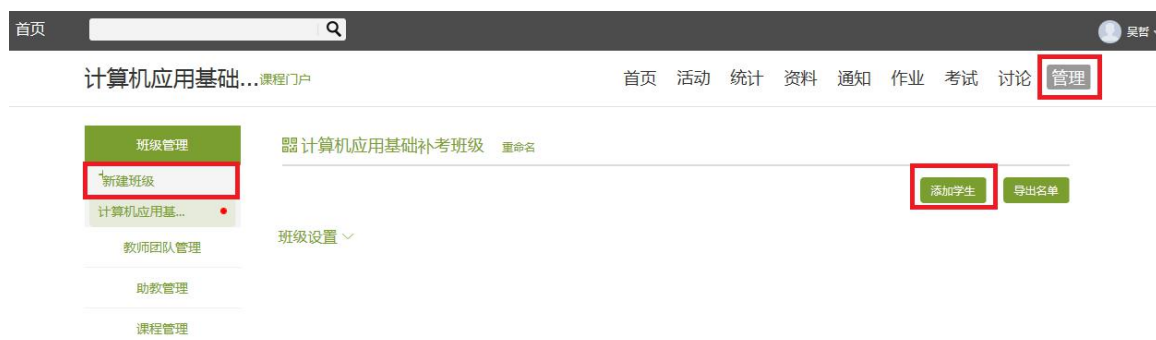 首页
吴哲
计算机应用基础...课程门户
首页 活动 统计 资料 通知 作业 考试 讨论 管理
班级管理
计算机应用基础补考班级 重命名
+新建班级
添加学生 导出名单
计算机应用基...
班级设置
教师团队管理
助教管理
课程管理